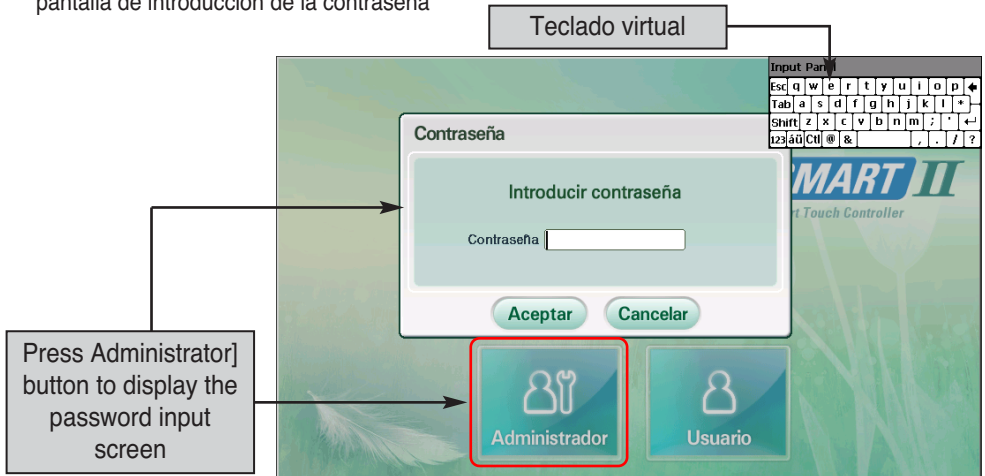 pantalla de introducción de la contraseña
Teclado virtual
Input Panel
Esc q w e r t y u i o p
Tab a s d f g h j k l *
Shift z x c v b n m ; '
123 áü Ctl @ & , . / ?
Contraseña
Introducir contraseña
Contraseña
Aceptar Cancelar
SMART II
Touch Controller
Press Administrator]
button to display the
password input
screen
Administrador
Usuario